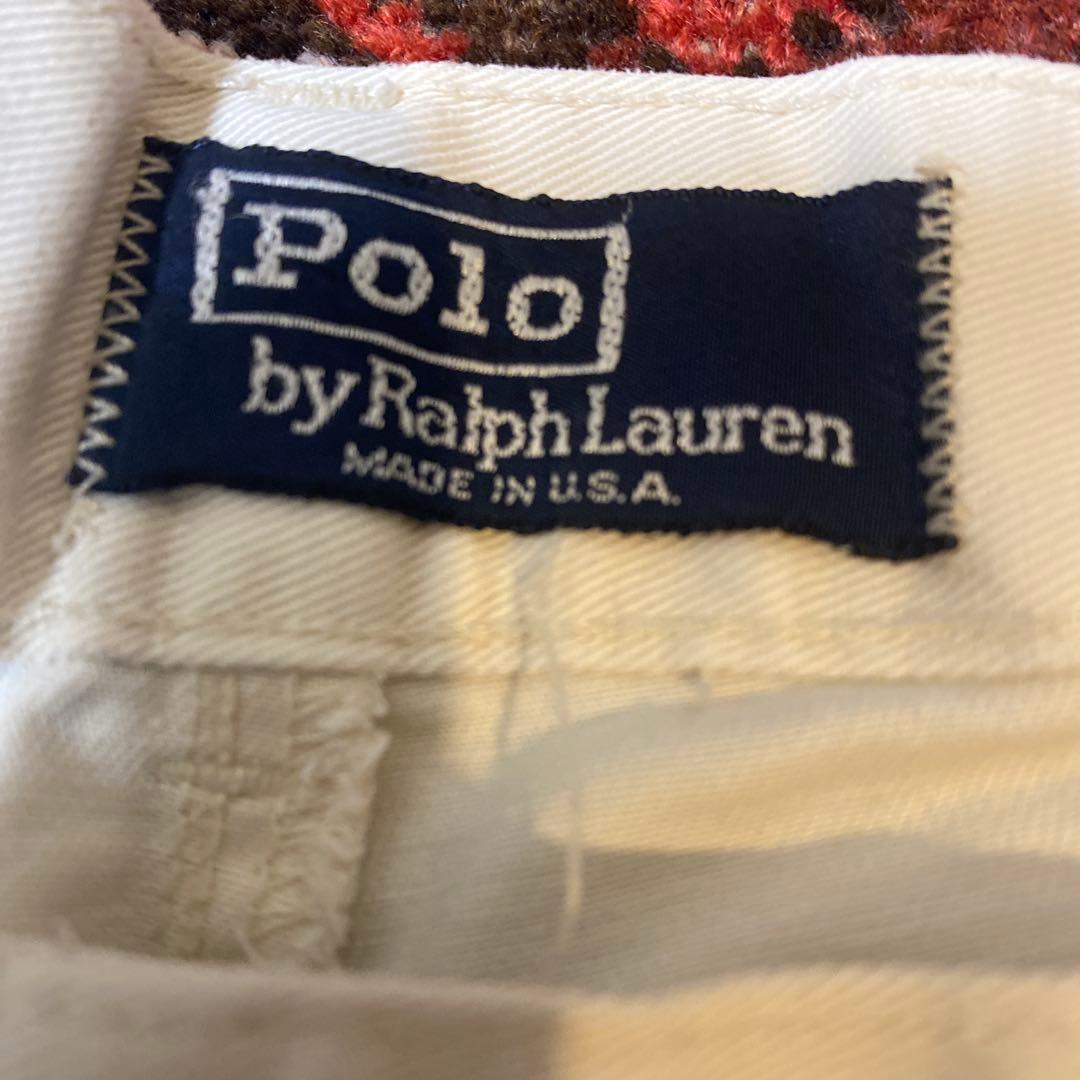 Polo
by Ralph Lauren
MADE IN U.S.A.